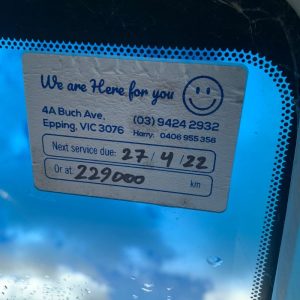 We are Here for you
4A Buch Ave,
Epping, VIC 3076
(03) 9424 2932
Harry: 0406 955 356
Next service due: 27 / 4 / 22
Or at 229000 km